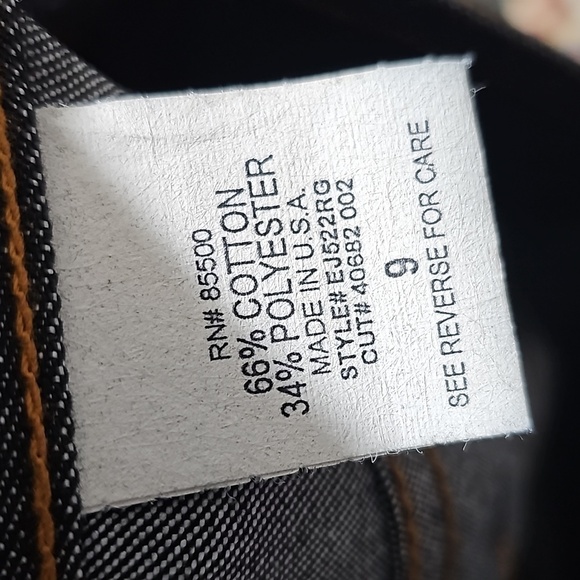 RN# 85500
66% COTTON
34% POLYESTER
MADE IN U.S.A.
STYLE# EJ522RG
CUT# 40682 002
9
SEE REVERSE FOR CARE